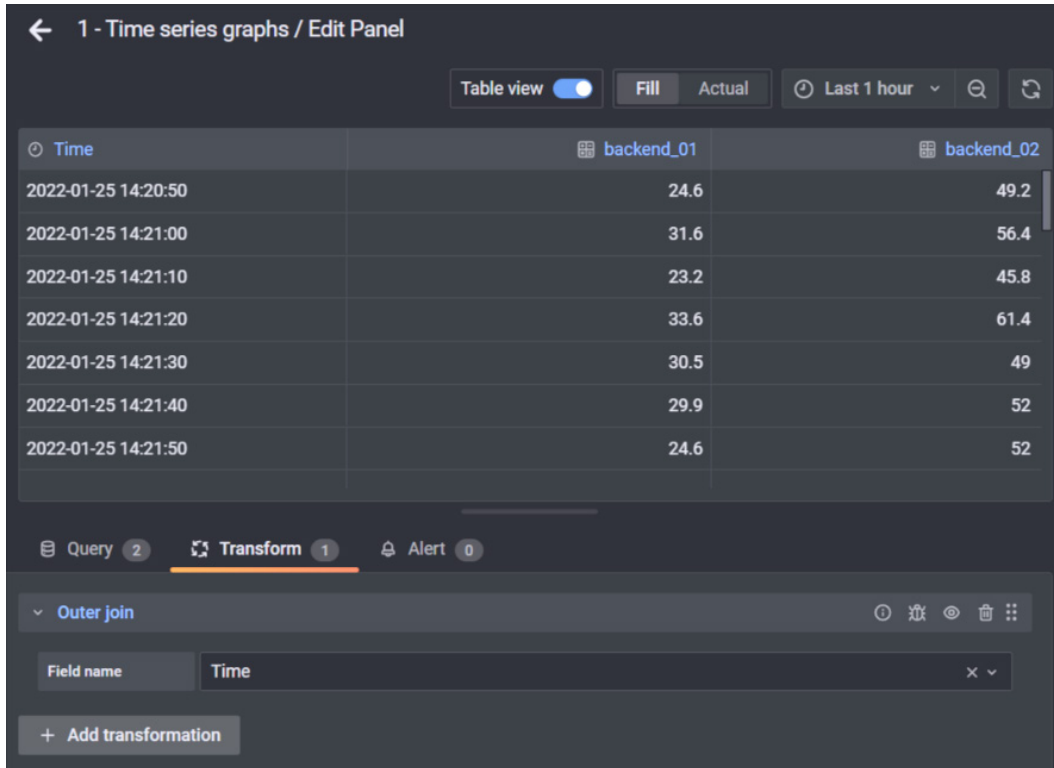 1 - Time series graphs / Edit Panel
Table view Fill Actual Last 1 hour
Time backend_01 backend_02
2022-01-25 14:20:50 24.6 49.2
2022-01-25 14:21:00 31.6 56.4
2022-01-25 14:21:10 23.2 45.8
2022-01-25 14:21:20 33.6 61.4
2022-01-25 14:21:30 30.5 49
2022-01-25 14:21:40 29.9 52
2022-01-25 14:21:50 24.6 52
Query 2 Transform 1 Alert 0
Outer join
Field name Time
+ Add transformation